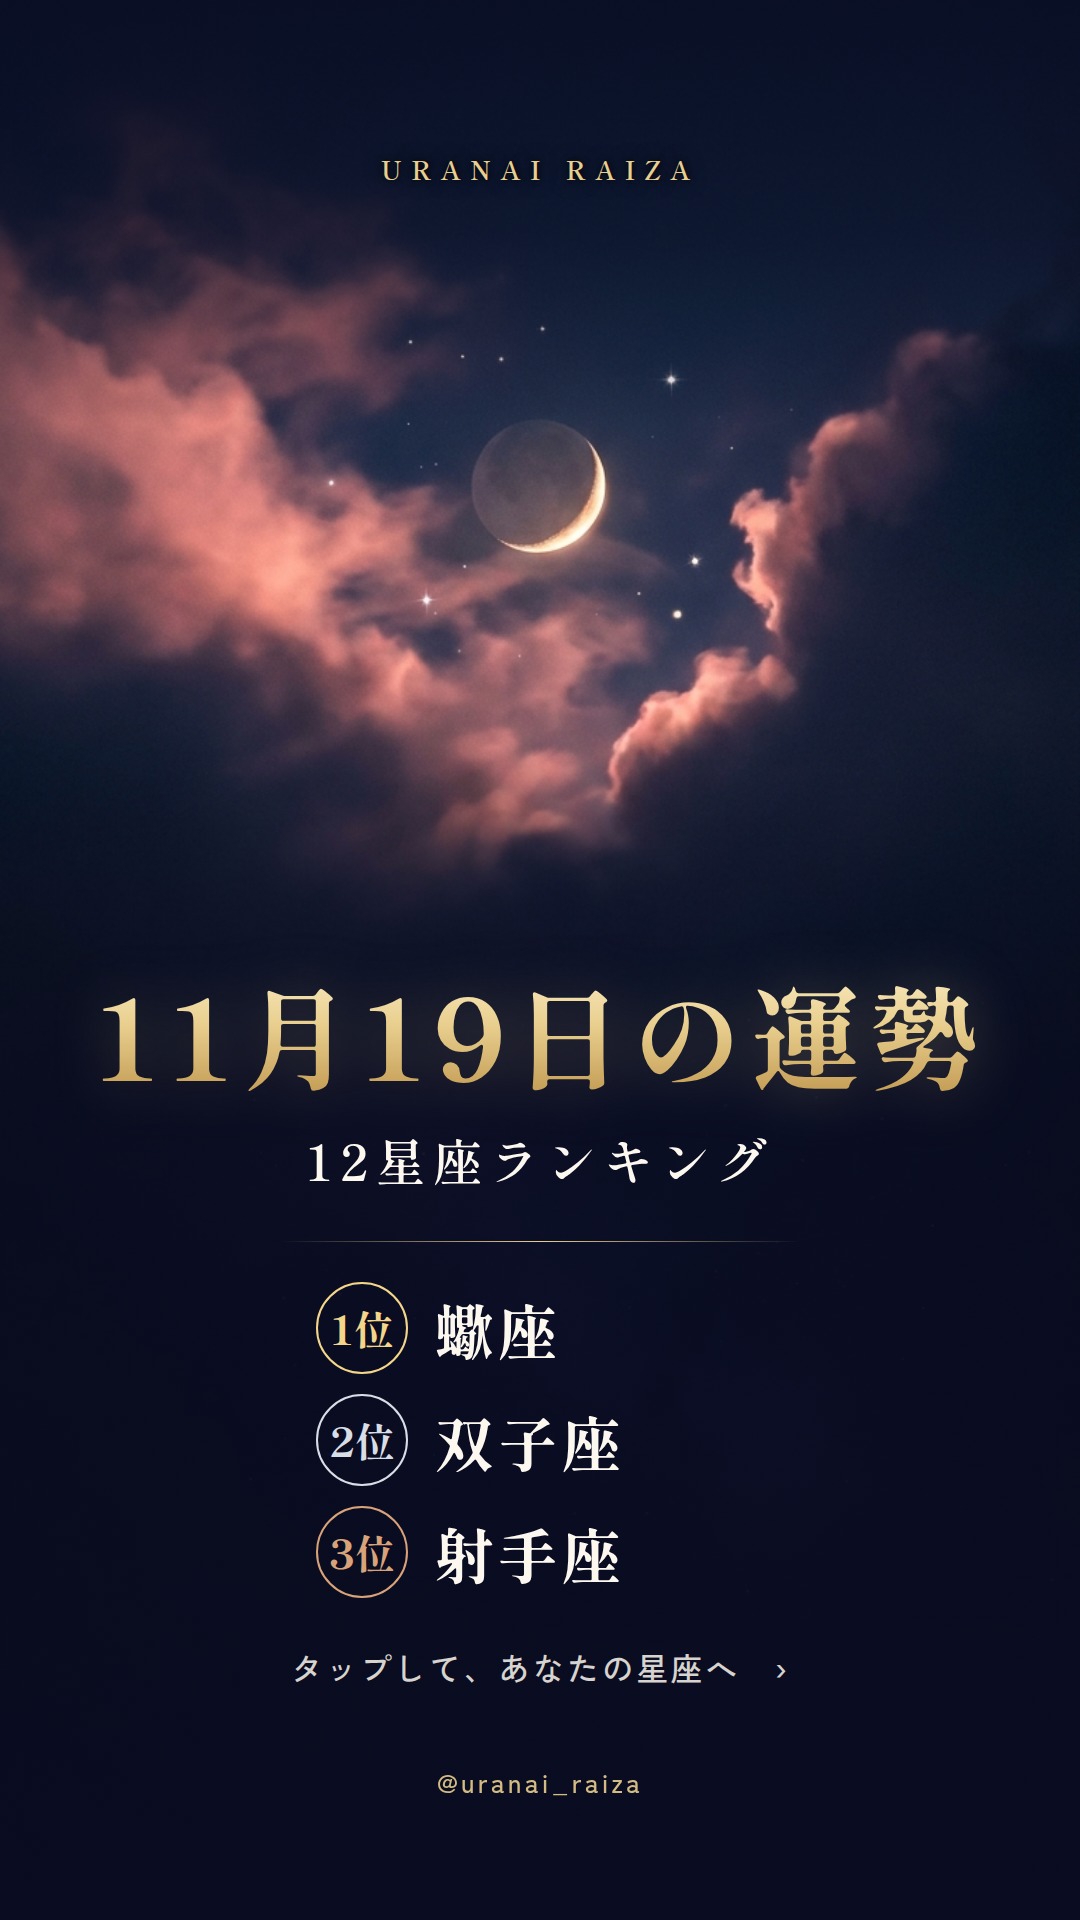 URANAI RAIZA
11月19日の運勢
12星座ランキング
1位 蠍座
2位 双子座
3位 射手座
タップして、あなたの星座へ ›
@uranai_raiza